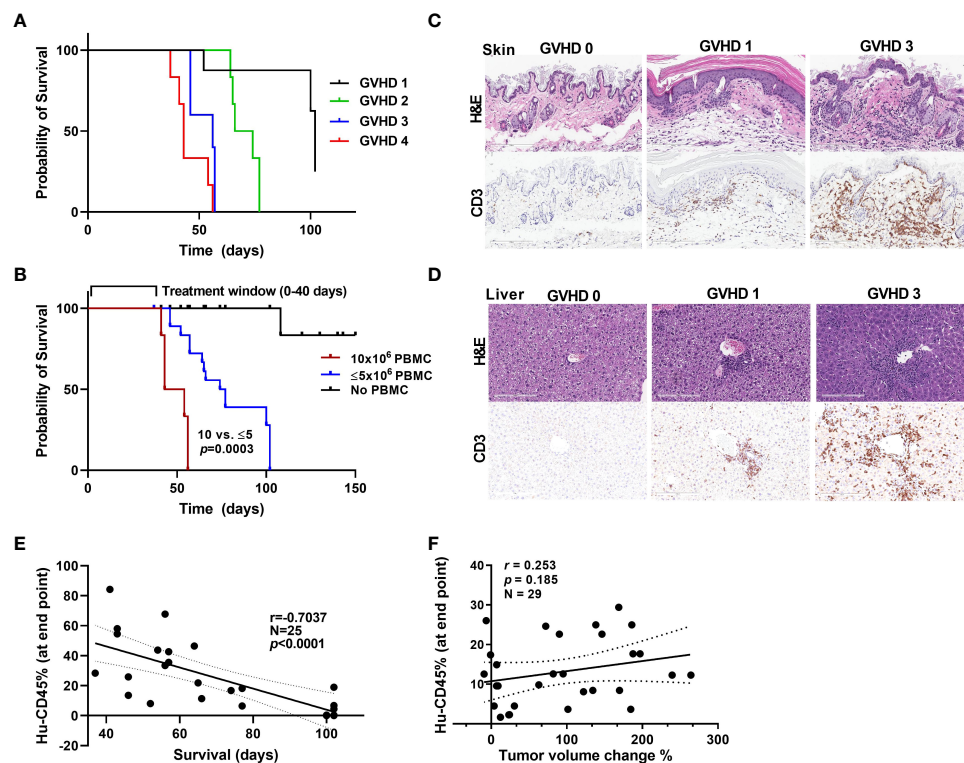 A
Probability of Survival
100
50
0
0
50
100
Time (days)
GVHD 1
GVHD 2
GVHD 3
GVHD 4
B
Treatment window (0-40 days)
Probability of Survival
100
50
0
0
50
100
150
Time (days)
10x10⁶ PBMC
≤5x10⁶ PBMC
No PBMC
10 vs. ≤5
p=0.0003
C
Skin
GVHD 0
GVHD 1
GVHD 3
H&E
CD3
D
Liver
GVHD 0
GVHD 1
GVHD 3
H&E
CD3
E
Hu-CD45% (at end point)
100
80
60
40
20
0
-20
40
60
80
100
Survival (days)
r=-0.7037
N=25
p<0.0001
F
r = 0.253
p = 0.185
N = 29
Hu-CD45% (at end point)
40
30
20
10
0
0
100
200
300
Tumor volume change %